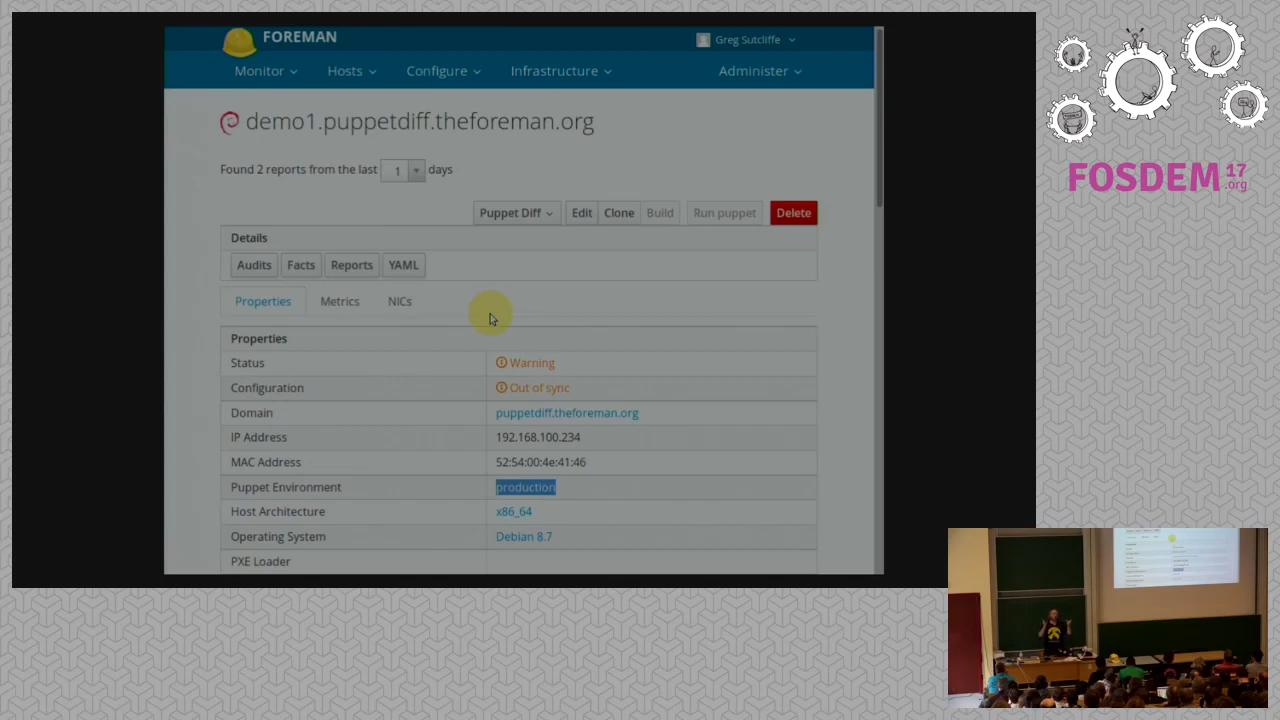 FOREMAN
Greg Sutcliffe
Monitor
Hosts
Configure
Infrastructure
Administer
demo1.puppetdiff.theforeman.org
Found 2 reports from the last 1 days
Puppet Diff
Edit
Clone
Build
Run puppet
Delete
Details
Audits
Facts
Reports
YAML
Properties
Metrics
NICs
Properties
Status
Warning
Configuration
Out of sync
Domain
puppetdiff.theforeman.org
IP Address
192.168.100.234
MAC Address
52:54:00:4e:41:46
Puppet Environment
production
Host Architecture
x86_64
Operating System
Debian 8.7
PXE Loader
FOSDEM 17
.org